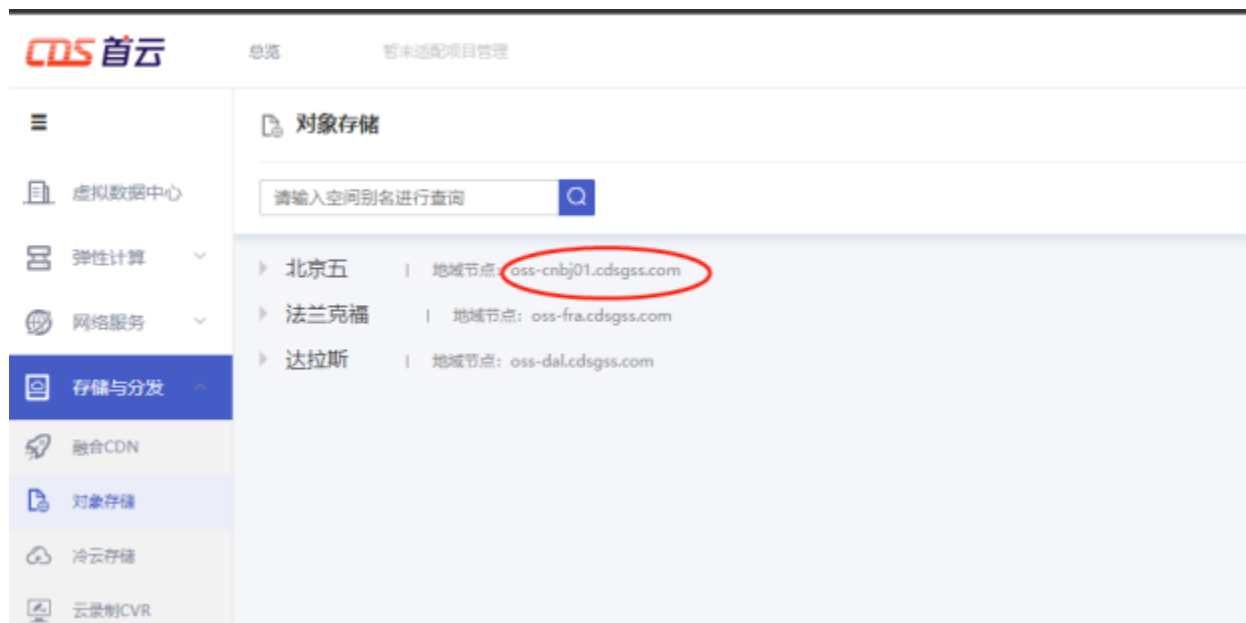 CDS首云 总览 暂未适配项目管理
对象存储
虚拟数据中心
请输入空间别名进行查询
弹性计算
北京五 | 地域节点: oss-cnbj01.cdsgss.com
网络服务
法兰克福 | 地域节点: oss-fra.cdsgss.com
达拉斯 | 地域节点: oss-dal.cdsgss.com
存储与分发
融合CDN
对象存储
冷云存储
云录制CVR